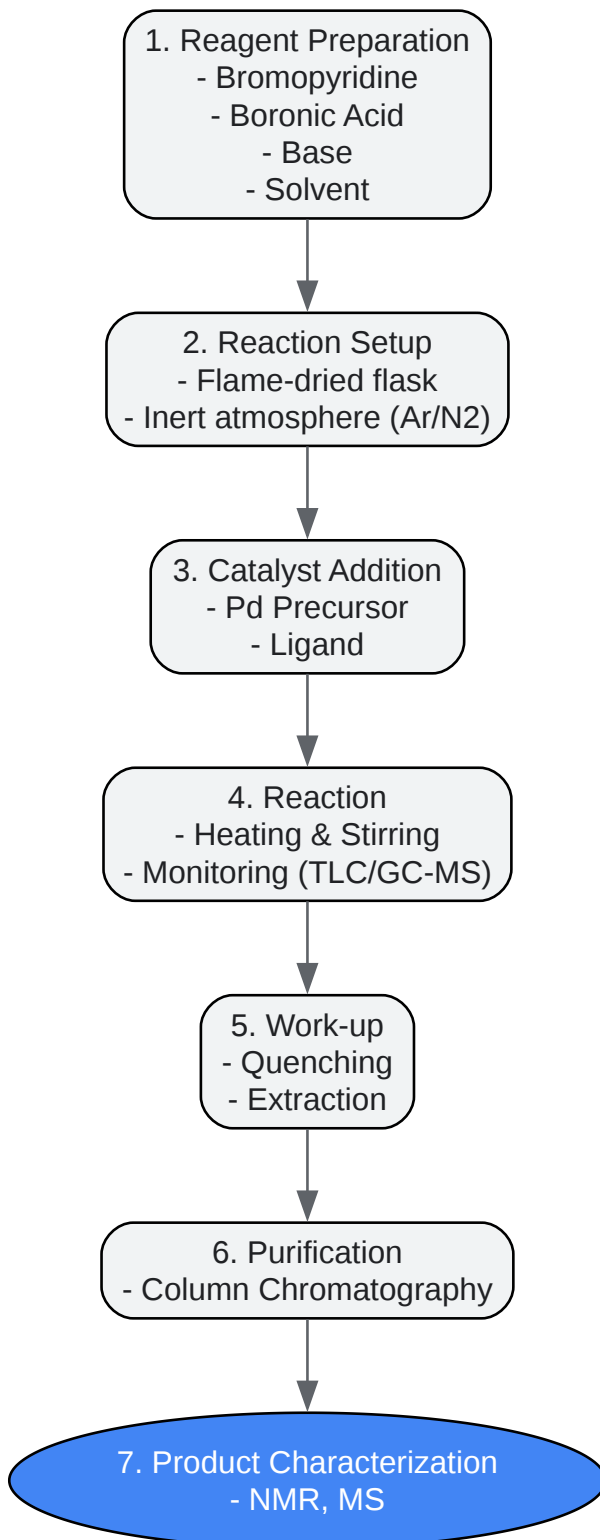 1. Reagent Preparation
- Bromopyridine
- Boronic Acid
- Base
- Solvent
2. Reaction Setup
- Flame-dried flask
- Inert atmosphere (Ar/N2)
3. Catalyst Addition
- Pd Precursor
- Ligand
4. Reaction
- Heating & Stirring
- Monitoring (TLC/GC-MS)
5. Work-up
- Quenching
- Extraction
6. Purification
- Column Chromatography
7. Product Characterization
- NMR, MS